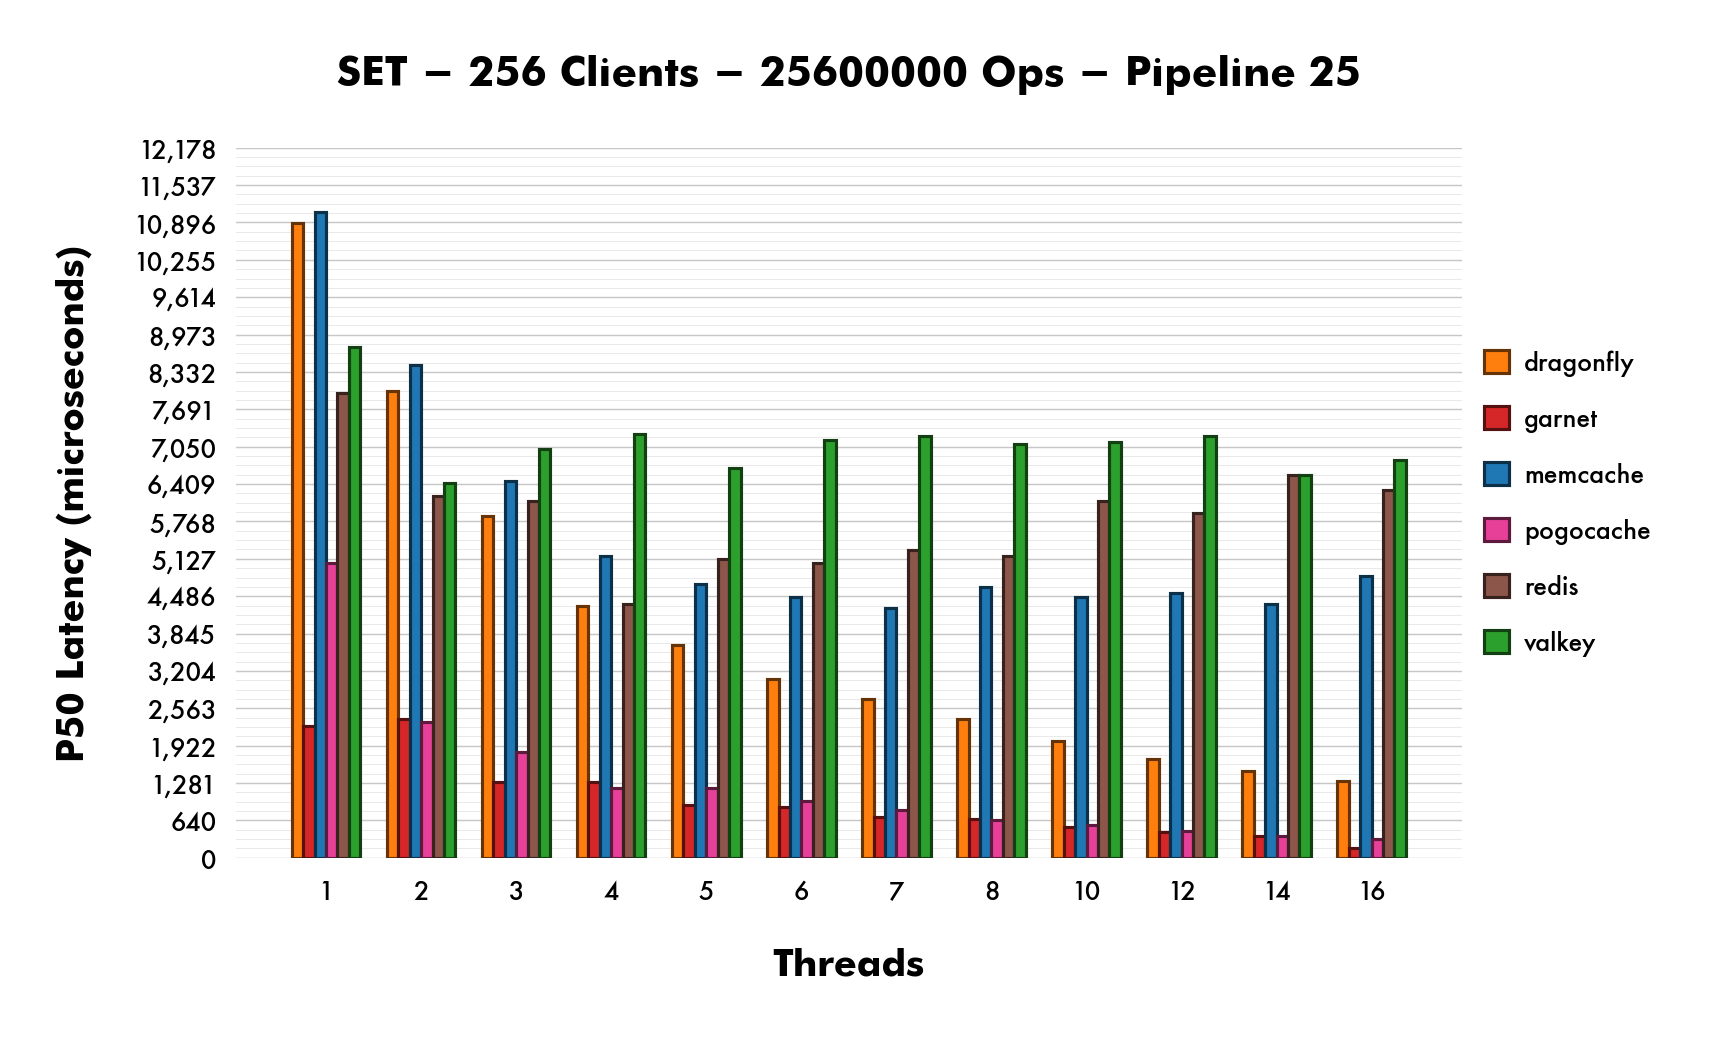 SET – 256 Clients – 25600000 Ops – Pipeline 25
P50 Latency (microseconds)
12,178
11,537
10,896
10,255
9,614
8,973
8,332
7,691
7,050
6,409
5,768
5,127
4,486
3,845
3,204
2,563
1,922
1,281
640
0
dragonfly
garnet
memcache
pogocache
redis
valkey
1 2 3 4 5 6 7 8 10 12 14 16
Threads